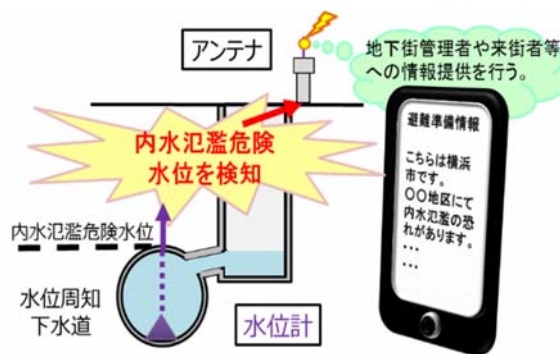 アンテナ
地下街管理者や来街者等
への情報提供を行う。
内水氾濫危険
水位を検知
避難準備情報
こちらは横浜
市です。
〇〇地区にて
内水氾濫の恐
れがあります。
…
…
内水氾濫危険水位
水位周知
下水道
水位計